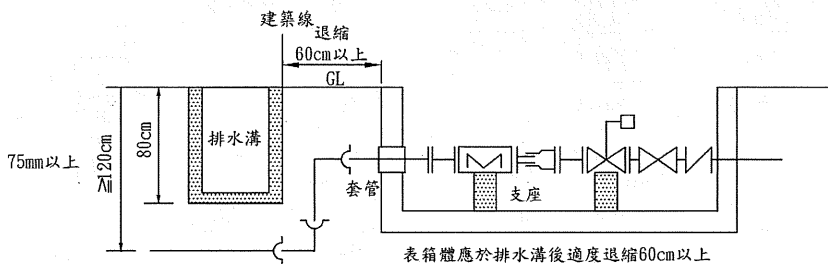 建築線
退縮
60cm以上
GL
排水溝
80cm
≧120cm
75mm以上
套管
支座
表箱體應於排水溝後適度退縮60cm以上